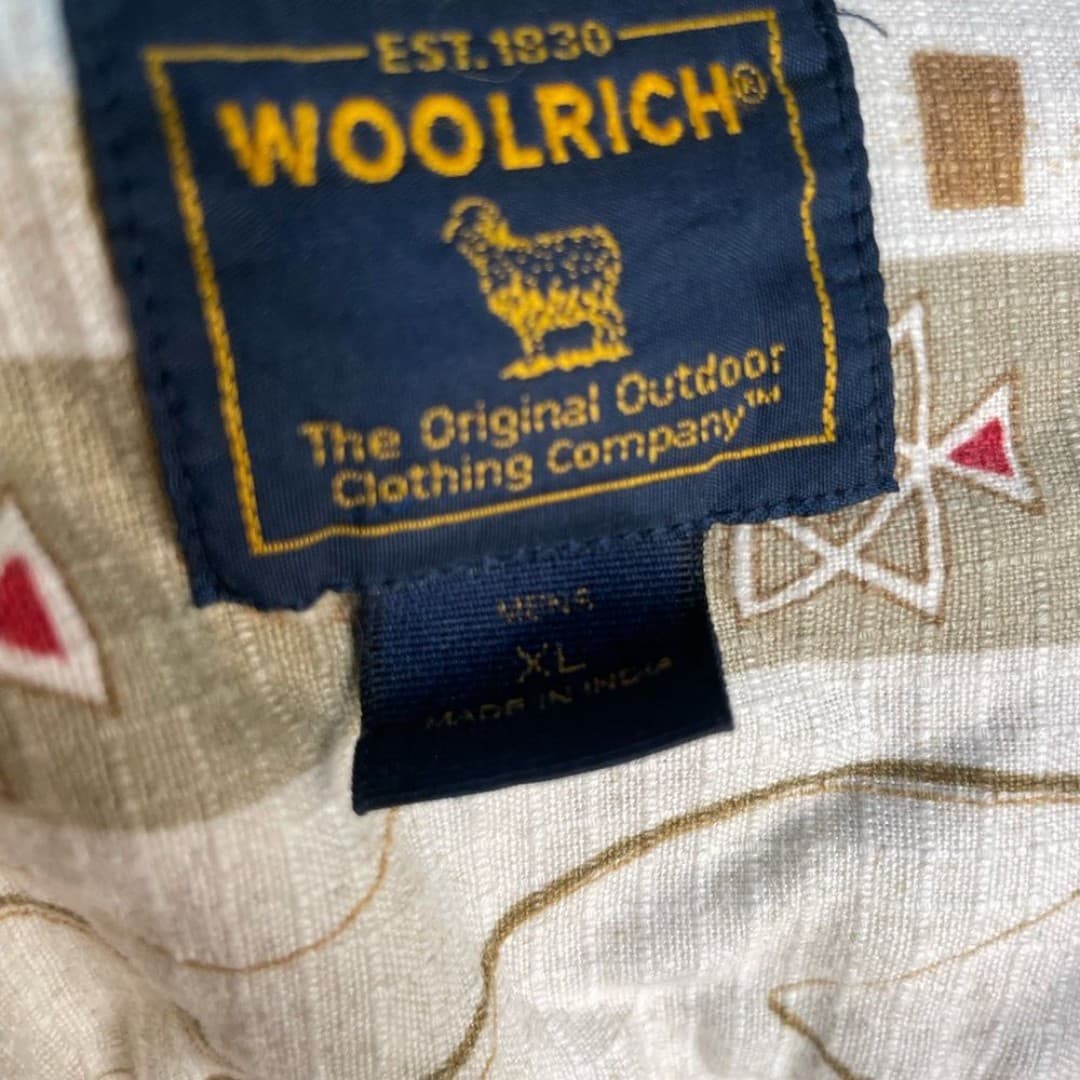 EST. 1830
WOOLRICH®
The Original Outdoor
Clothing Company™
MENS
XL
MADE IN INDIA